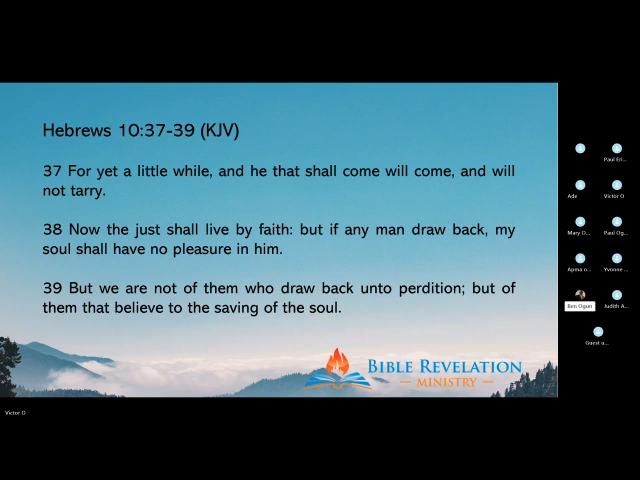 Hebrews 10:37-39 (KJV)
37 For yet a little while, and he that shall come will come, and will
not tarry.
38 Now the just shall live by faith: but if any man draw back, my
soul shall have no pleasure in him.
39 But we are not of them who draw back unto perdition; but of
them that believe to the saving of the soul.
BIBLE REVELATION
MINISTRY
Paul Eri...
Ade
Victor O
Mary O...
Paul Og...
Apma o...
Yvonne ...
Ben Ogun
Judith A...
Guest u...
Victor O